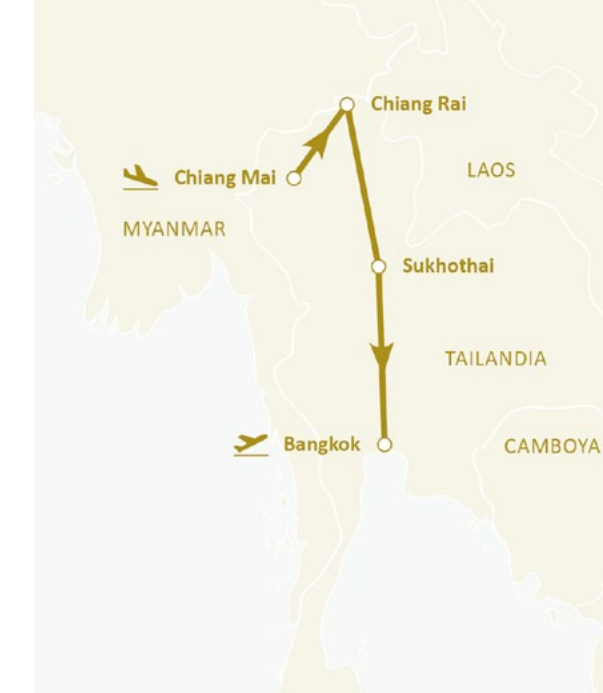 Chiang Rai
LAOS
Chiang Mai
MYANMAR
Sukhothai
TAILANDIA
Bangkok
CAMBOYA